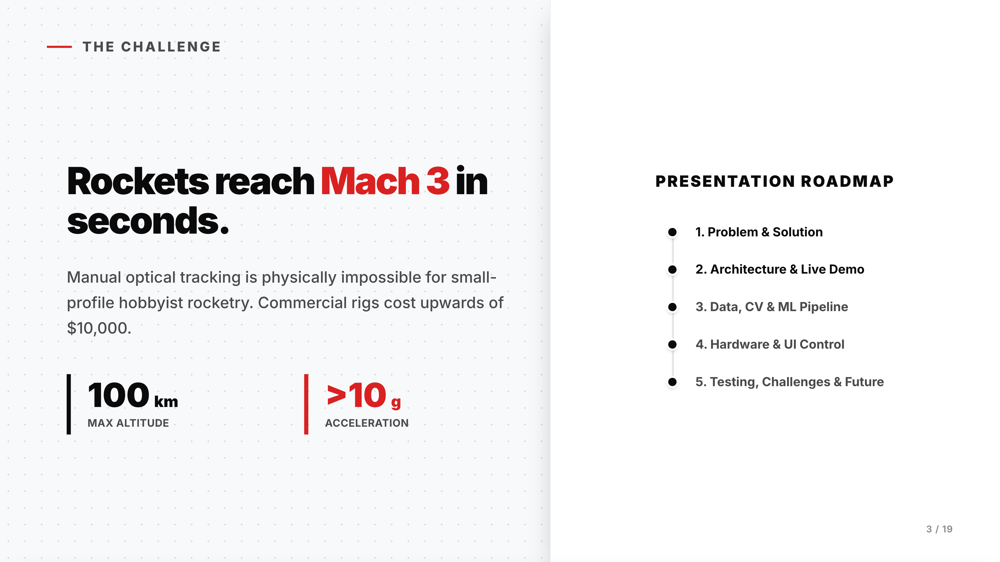 THE CHALLENGE
Rockets reach Mach 3 in
seconds.
Manual optical tracking is physically impossible for small-
profile hobbyist rocketry. Commercial rigs cost upwards of
$10,000.
100 km
MAX ALTITUDE
>10 g
ACCELERATION
PRESENTATION ROADMAP
1. Problem & Solution
2. Architecture & Live Demo
3. Data, CV & ML Pipeline
4. Hardware & UI Control
5. Testing, Challenges & Future
3 / 19